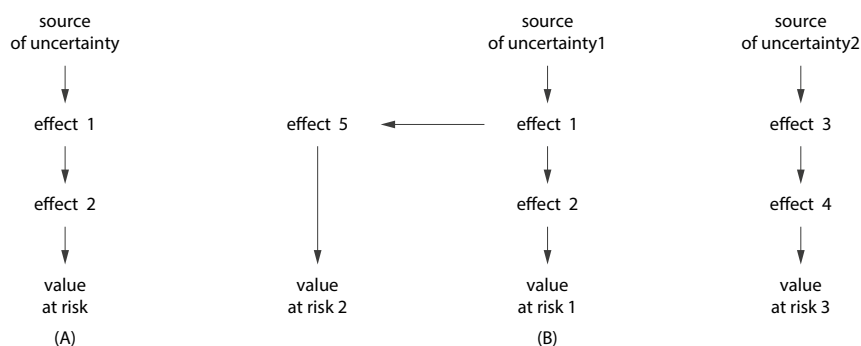 source
of uncertainty
effect 1
effect 2
value
at risk
(A)
effect 5
value
at risk 2
source
of uncertainty1
effect 1
effect 2
value
at risk 1
(B)
source
of uncertainty2
effect 3
effect 4
value
at risk 3